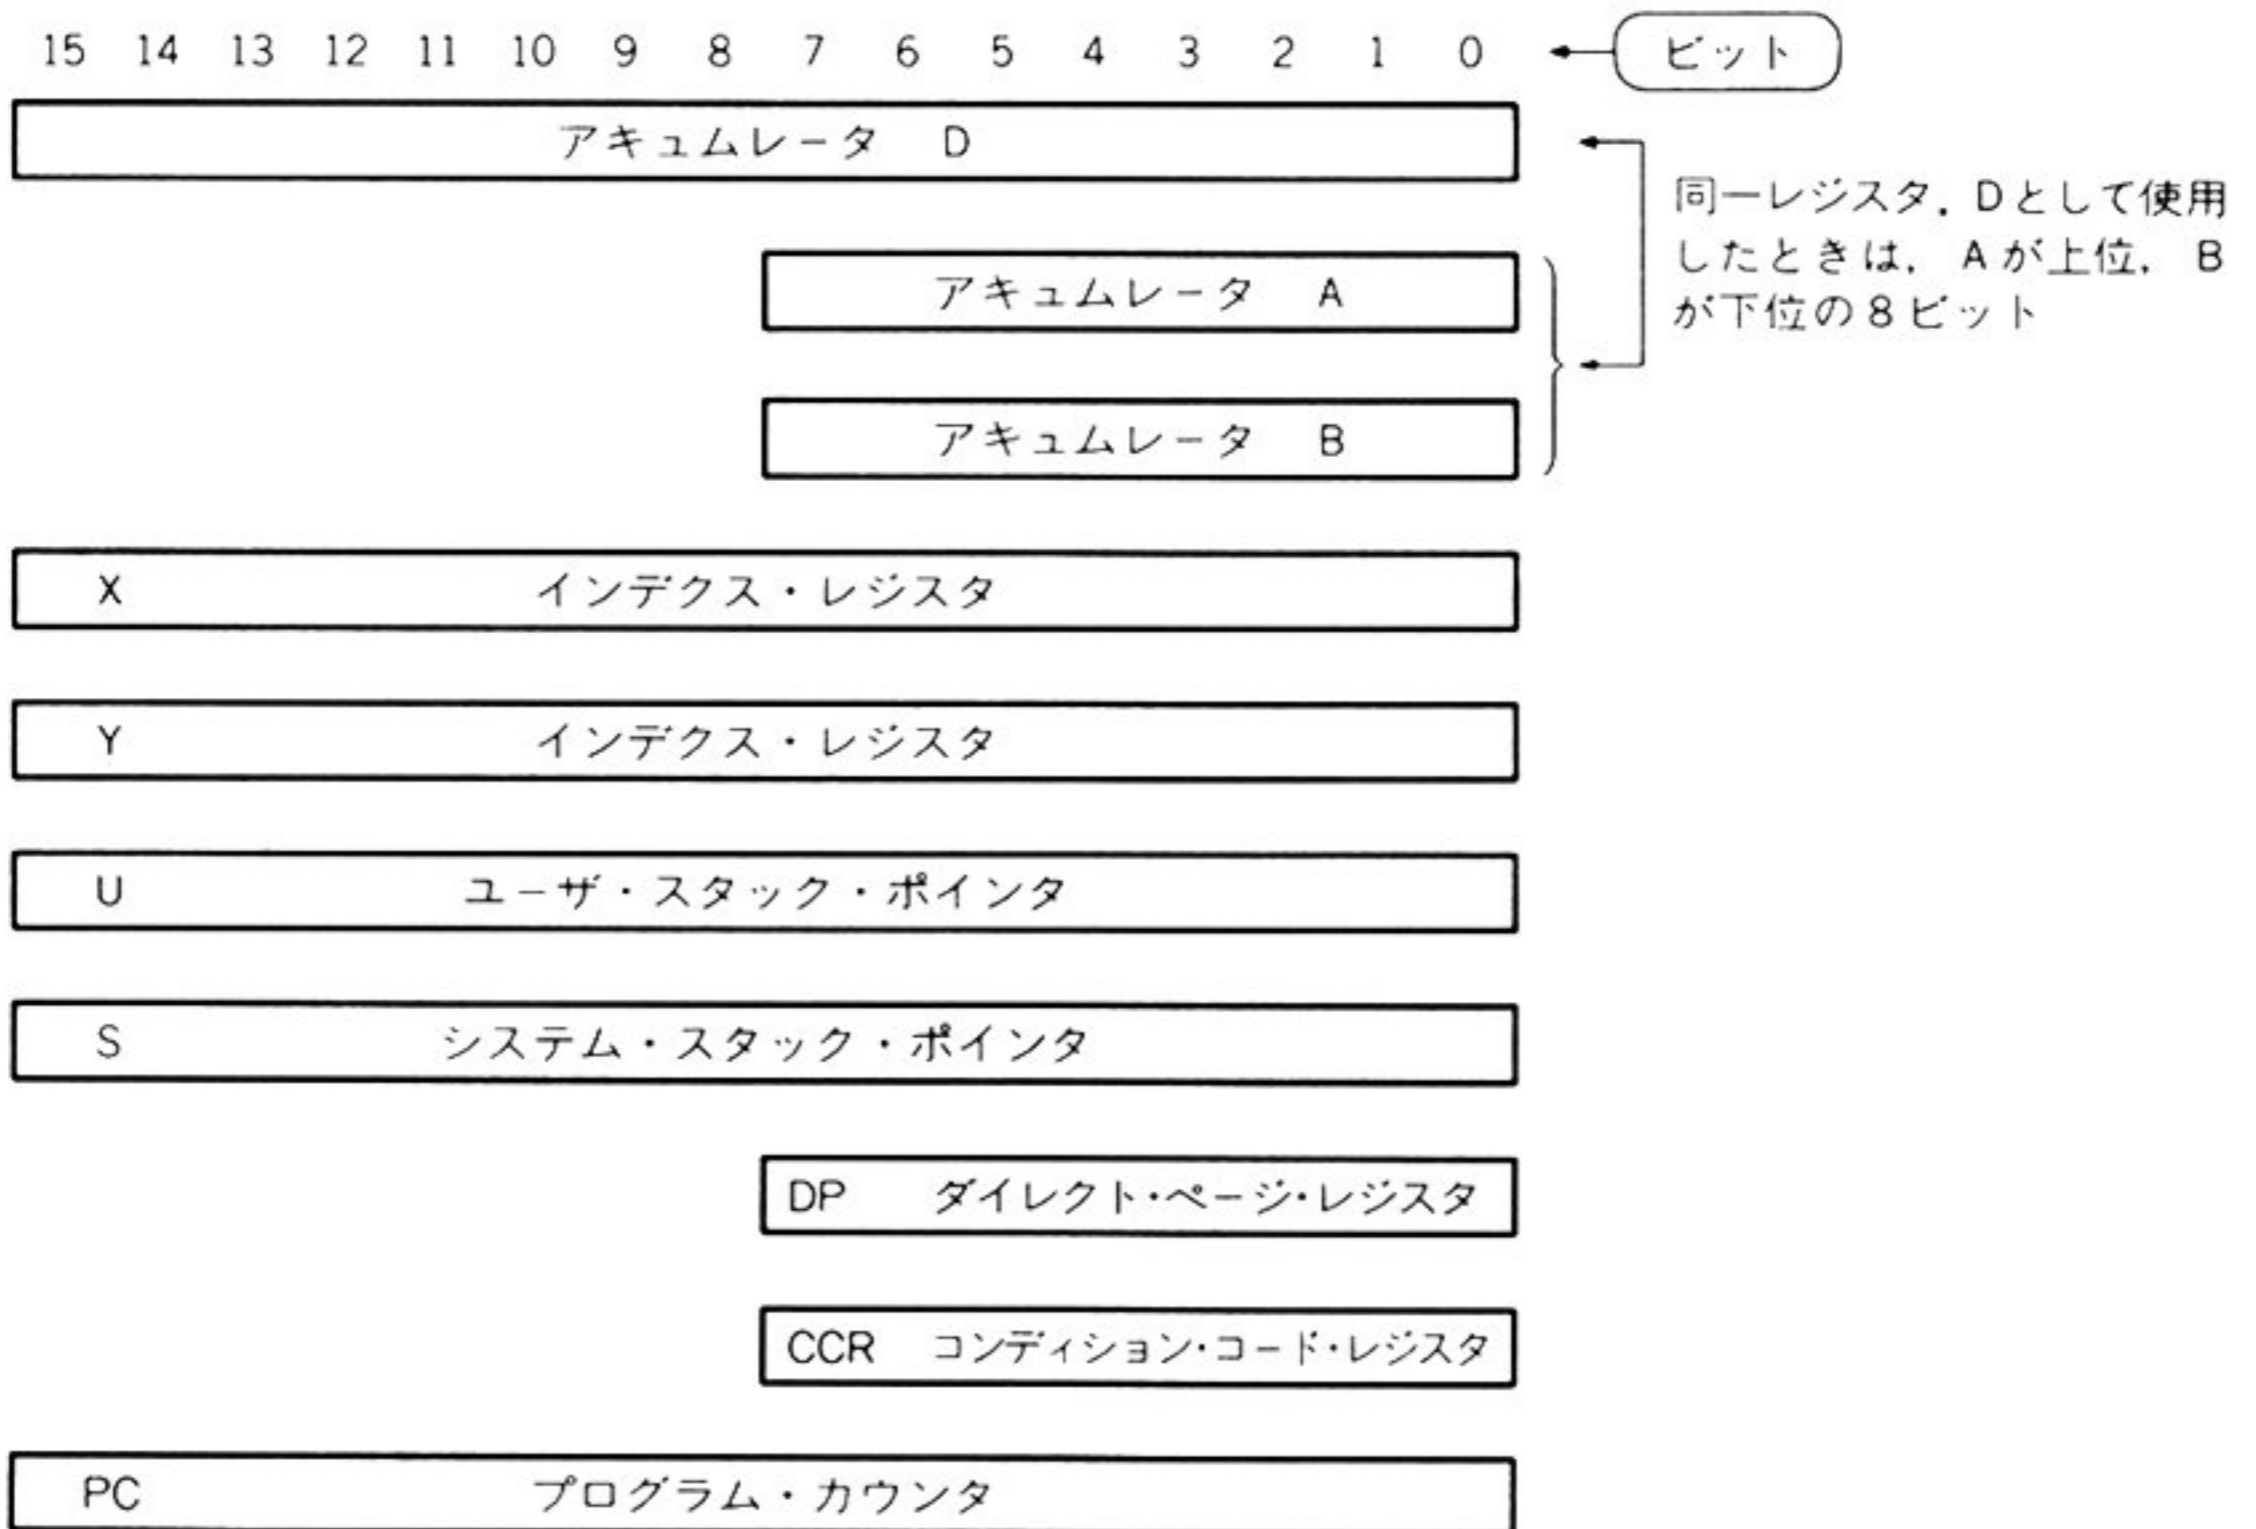 15 14 13 12 11 10 9 8 7 6 5 4 3 2 1 0 ビット
アキュムレータ D
同一レジスタ．Dとして使用
したときは，Aが上位，B
が下位の8ビット
アキュムレータ A
アキュムレータ B
X インデクス・レジスタ
Y インデクス・レジスタ
U ユーザ・スタック・ポインタ
S システム・スタック・ポインタ
DP ダイレクト・ページ・レジスタ
CCR コンディション・コード・レジスタ
PC プログラム・カウンタ